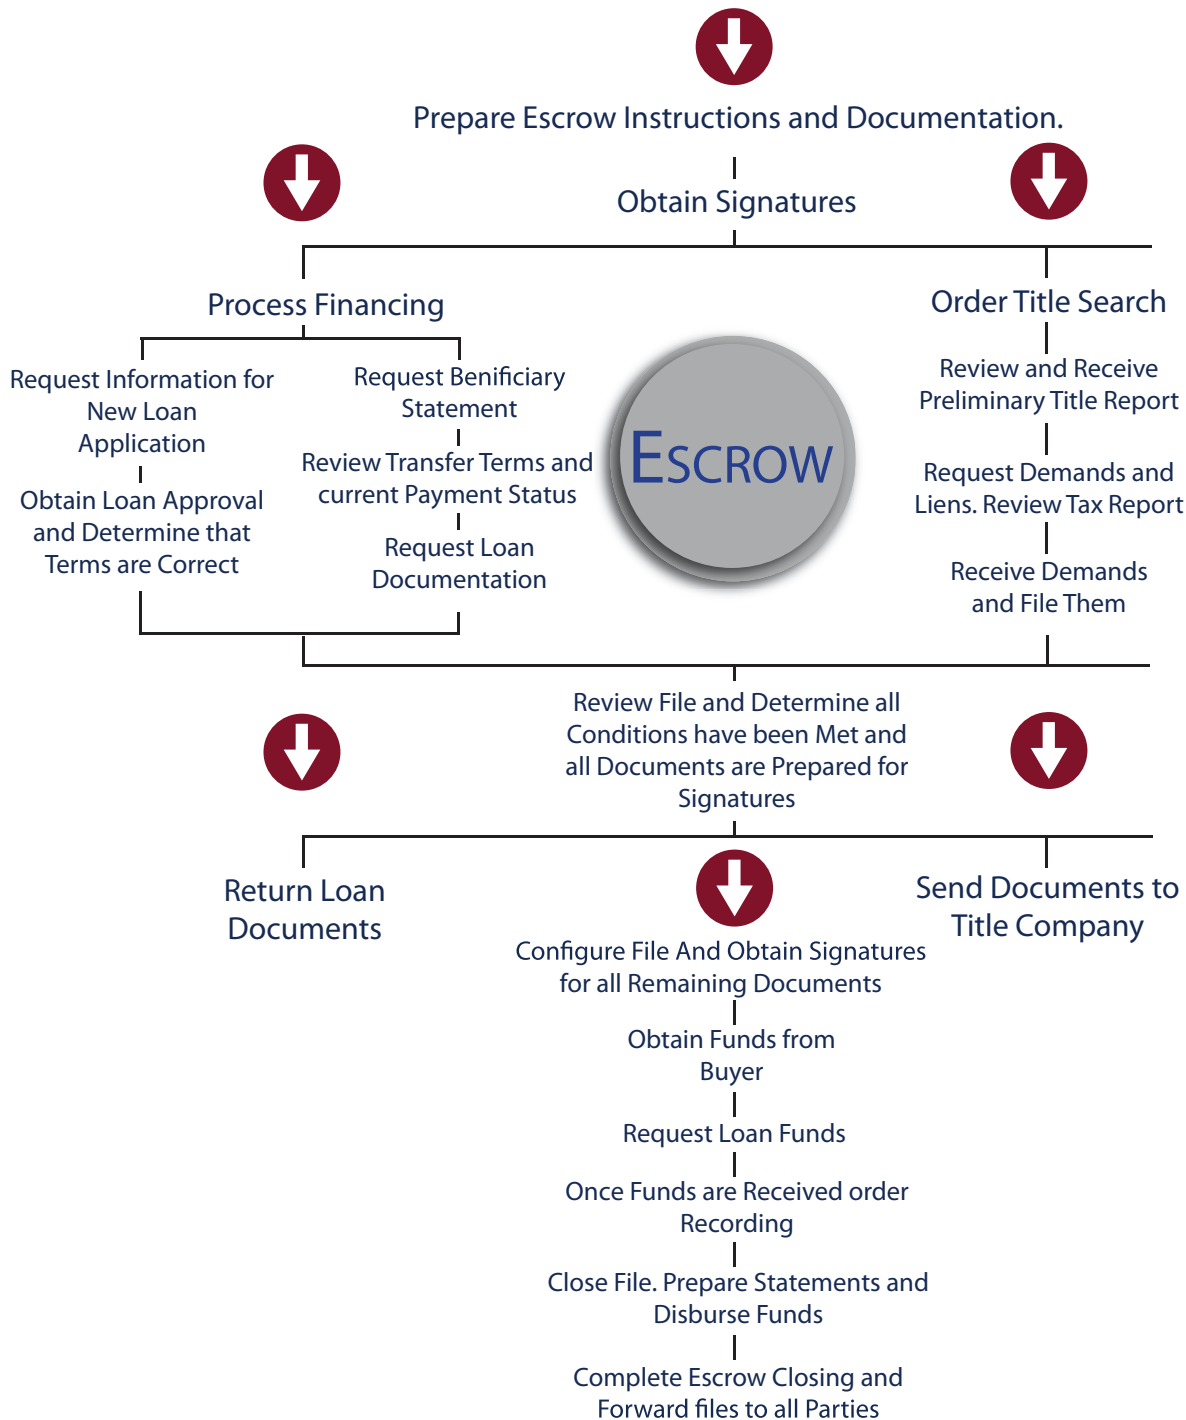 Prepare Escrow Instructions and Documentation.
Obtain Signatures
Process Financing
Order Title Search
Request Information for
New Loan
Application
Obtain Loan Approval
and Determine that
Terms are Correct
Request Benificiary
Statement
Review Transfer Terms and
current Payment Status
Request Loan
Documentation
ESCROW
Review and Receive
Preliminary Title Report
Request Demands and
Liens. Review Tax Report
Receive Demands
and File Them
Review File and Determine all
Conditions have been Met and
all Documents are Prepared for
Signatures
Return Loan
Documents
Send Documents to
Title Company
Configure File And Obtain Signatures
for all Remaining Documents
Obtain Funds from
Buyer
Request Loan Funds
Once Funds are Received order
Recording
Close File. Prepare Statements and
Disburse Funds
Complete Escrow Closing and
Forward files to all Parties